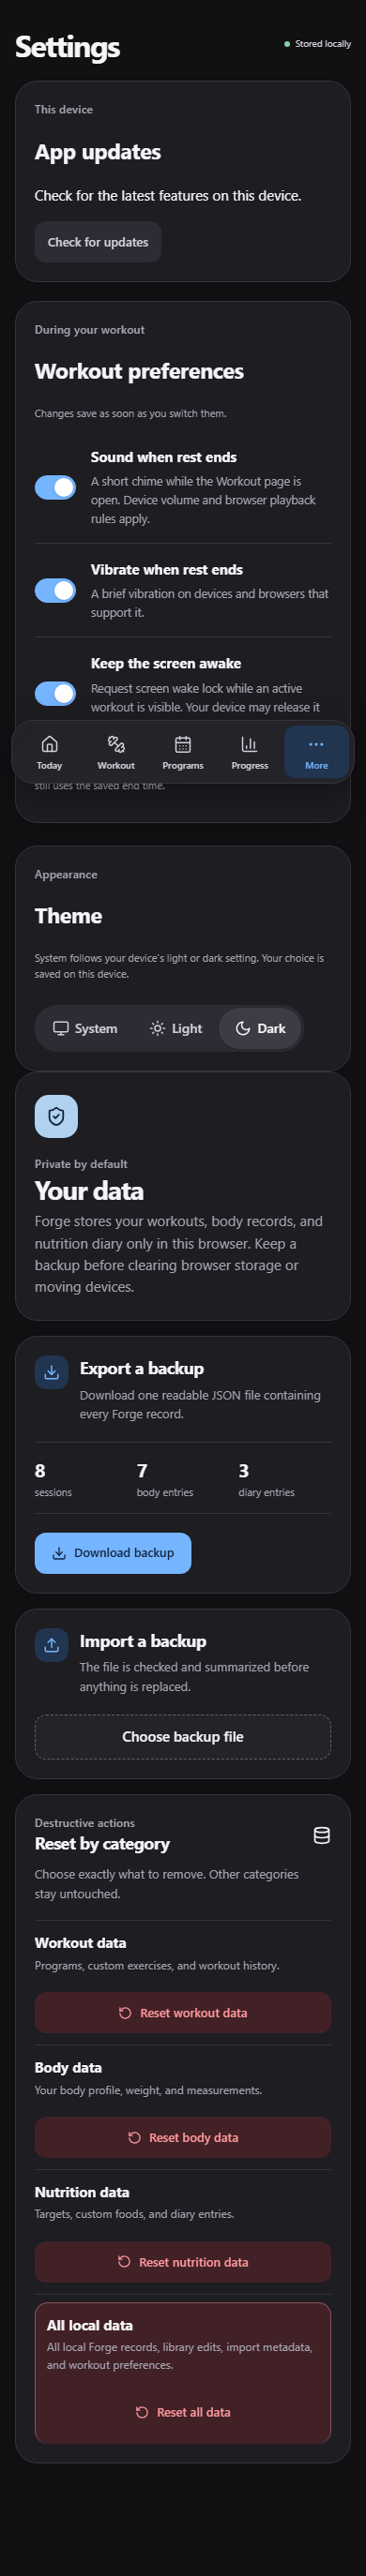 Settings
Stored locally
This device
App updates
Check for the latest features on this device.
Check for updates
During your workout
Workout preferences
Changes save as soon as you switch them.
Sound when rest ends
A short chime while the Workout page is
open. Device volume and browser playback
rules apply.
Vibrate when rest ends
A brief vibration on devices and browsers that
support it.
Keep the screen awake
Request screen wake lock while an active
workout is visible. Your device may release it
Today
Workout
Programs
Progress
More
still uses the saved end time.
Appearance
Theme
System follows your device's light or dark setting. Your choice is
saved on this device.
System
Light
Dark
Private by default
Your data
Forge stores your workouts, body records, and
nutrition diary only in this browser. Keep a
backup before clearing browser storage or
moving devices.
Export a backup
Download one readable JSON file containing
every Forge record.
8
sessions
7
body entries
3
diary entries
Download backup
Import a backup
The file is checked and summarized before
anything is replaced.
Choose backup file
Destructive actions
Reset by category
Choose exactly what to remove. Other categories
stay untouched.
Workout data
Programs, custom exercises, and workout history.
Reset workout data
Body data
Your body profile, weight, and measurements.
Reset body data
Nutrition data
Targets, custom foods, and diary entries.
Reset nutrition data
All local data
All local Forge records, library edits, import metadata,
and workout preferences.
Reset all data